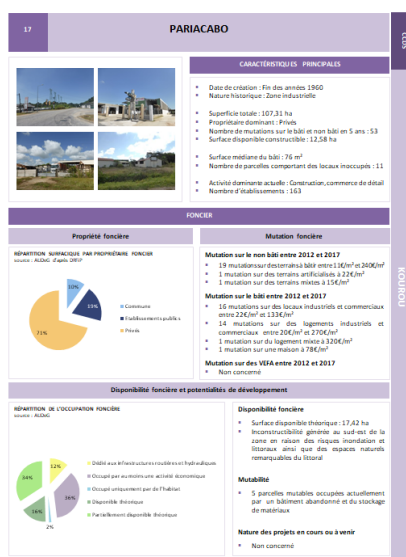 17
PARIACABO
CCDS
CARACTÉRISTIQUES PRINCIPALES
Date de création : Fin des années 1960
Nature historique : Zone industrielle
Superficie totale : 107,31 ha
Propriétaire dominant : Privés
Nombre de mutations sur le bâti et non bâti en 5 ans : 53
Surface disponible constructible : 12,58 ha
Surface médiane du bâti : 76 m²
Nombre de parcelles comportant des locaux inoccupés : 11
Activité dominante actuelle : Construction, commerce de détail
Nombre d'établissements : 163
FONCIER
Propriété foncière
RÉPARTITION SURFACIQUE PAR PROPRIÉTAIRE FONCIER
source : AUDeG d'après DRFIP
10%
19%
71%
Commune
Etablissements publics
Privés
Mutation foncière
Mutation sur le non bâti entre 2012 et 2017
19 mutations sur des terrains à bâtir entre 11€/m² et 240€/m²
1 mutation sur des terrains artificialisés à 22€/m²
1 mutation sur des terrains mixtes à 15€/m²
Mutation sur le bâti entre 2012 et 2017
16 mutations sur des locaux industriels et commerciaux
entre 22€/m² et 133€/m²
14 mutations sur des logements industriels et
commerciaux entre 20€/m² et 270€/m²
1 mutation sur du logement mixte à 320€/m²
1 mutation sur une maison à 78€/m²
Mutation sur des VEFA entre 2012 et 2017
Non concerné
KOUROU
Disponibilité foncière et potentialités de développement
RÉPARTITION DE L'OCCUPATION FONCIÈRE
source : AUDeG
12%
36%
2%
16%
34%
Dédié aux infrastructures routières et hydrauliques
Occupé par au moins une activité économique
Occupé uniquement par de l'habitat
Disponible théorique
Partiellement disponible théorique
Disponibilité foncière
Surface disponible théorique : 17,42 ha
Inconstructibilité générée au sud-est de la
zone en raison des risques inondation et
littoraux ainsi que des espaces naturels
remarquables du littoral
Mutabilité
5 parcelles mutables occupées actuellement
par un bâtiment abandonné et du stockage
de matériaux
Nature des projets en cours ou à venir
Non concerné